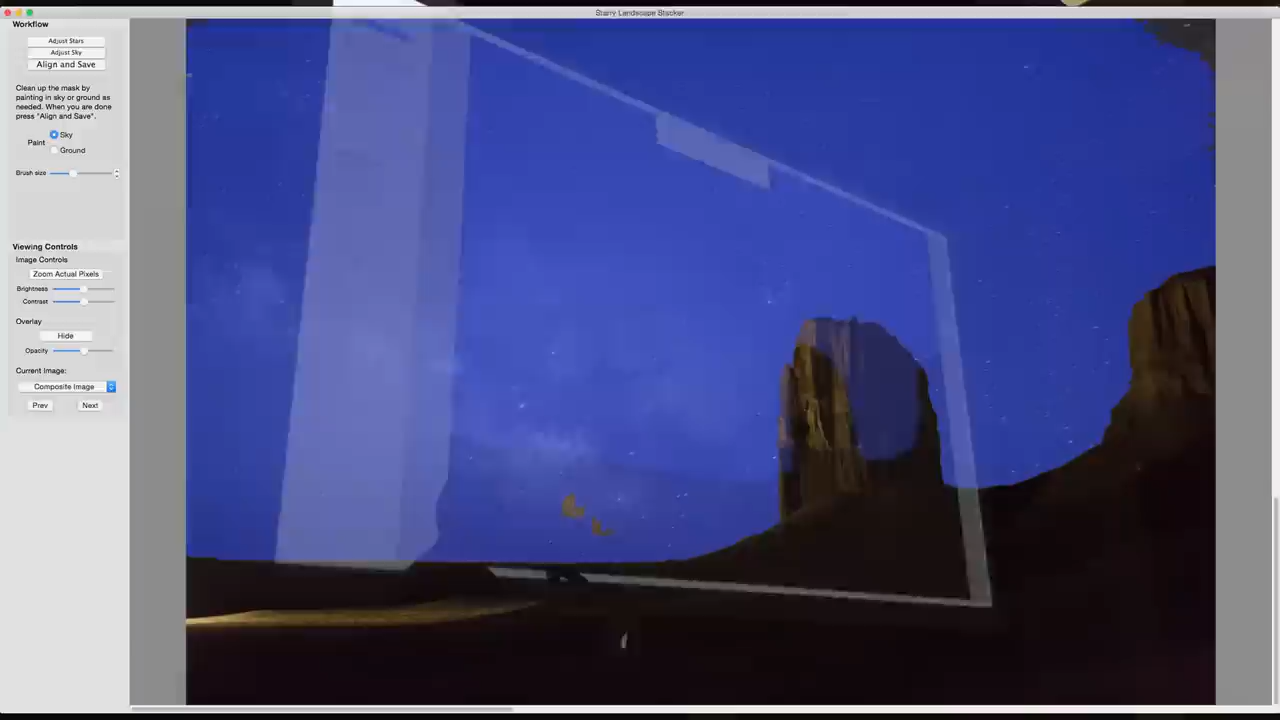 Starry Landscape Stacker
Workflow
Adjust Stars
Adjust Sky
Align and Save
Clean up the mask by
painting in sky or ground as
needed. When you are done
press "Align and Save".
Paint
Sky
Ground
Brush size
Viewing Controls
Image Controls
Zoom Actual Pixels
Brightness
Contrast
Overlay
Hide
Opacity
Current Image:
Composite Image
Prev
Next